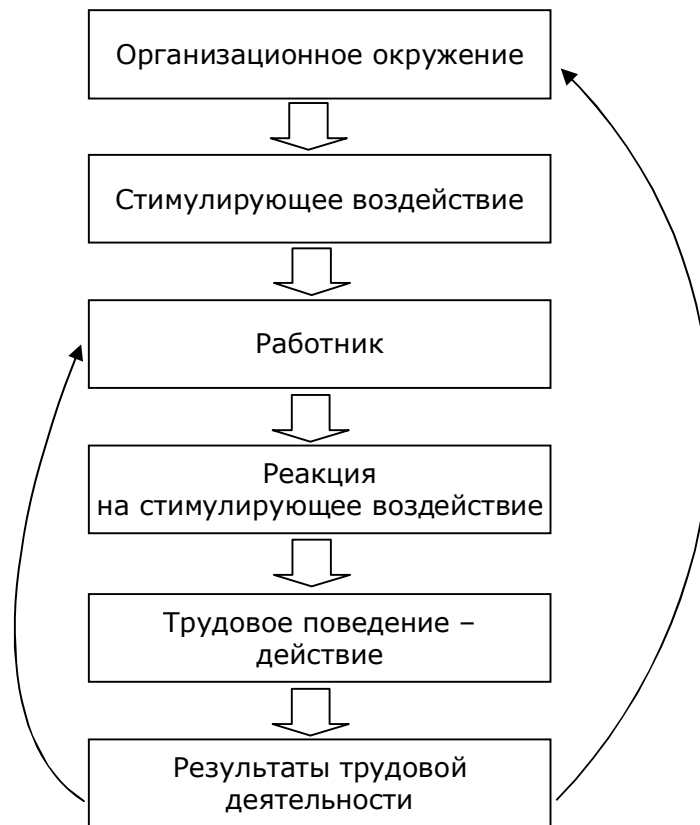 Организационное окружение
Стимулирующее воздействие
Работник
Реакция
на стимулирующее воздействие
Трудовое поведение –
действие
Результаты трудовой
деятельности